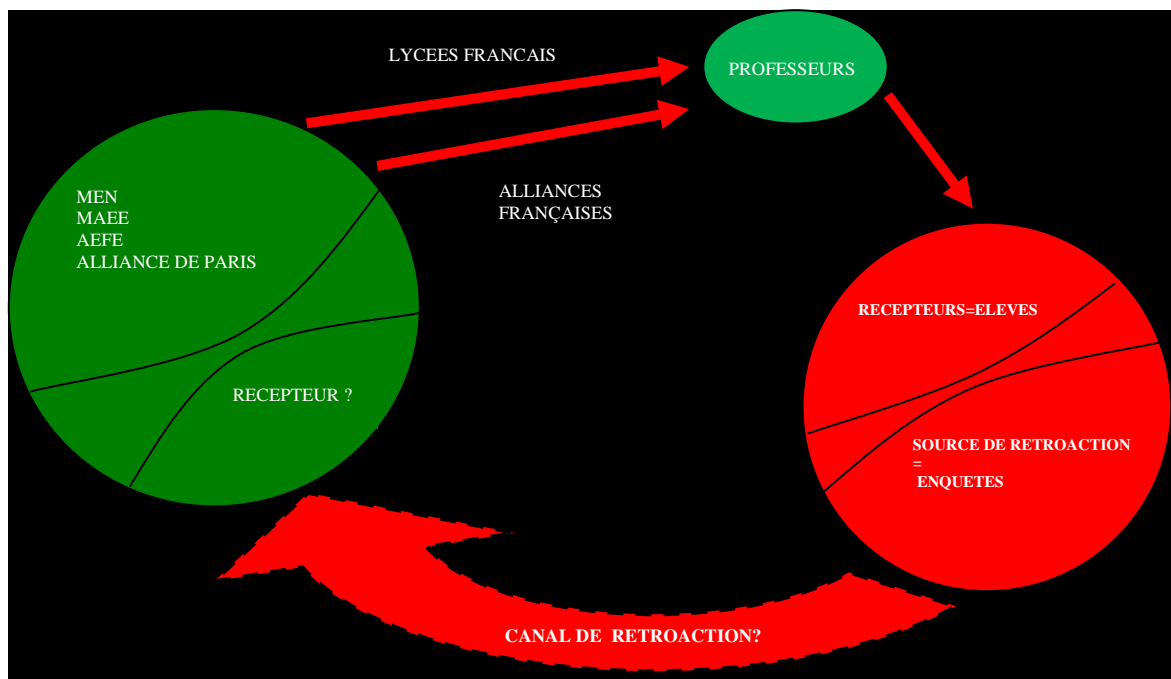 LYCEES FRANCAIS
PROFESSEURS
ALLIANCES
FRANÇAISES
MEN
MAEE
AEFE
ALLIANCE DE PARIS
RECEPTEUR ?
RECEPTEURS=ELEVES
SOURCE DE RETROACTION
=
ENQUETES
CANAL DE RETROACTION?